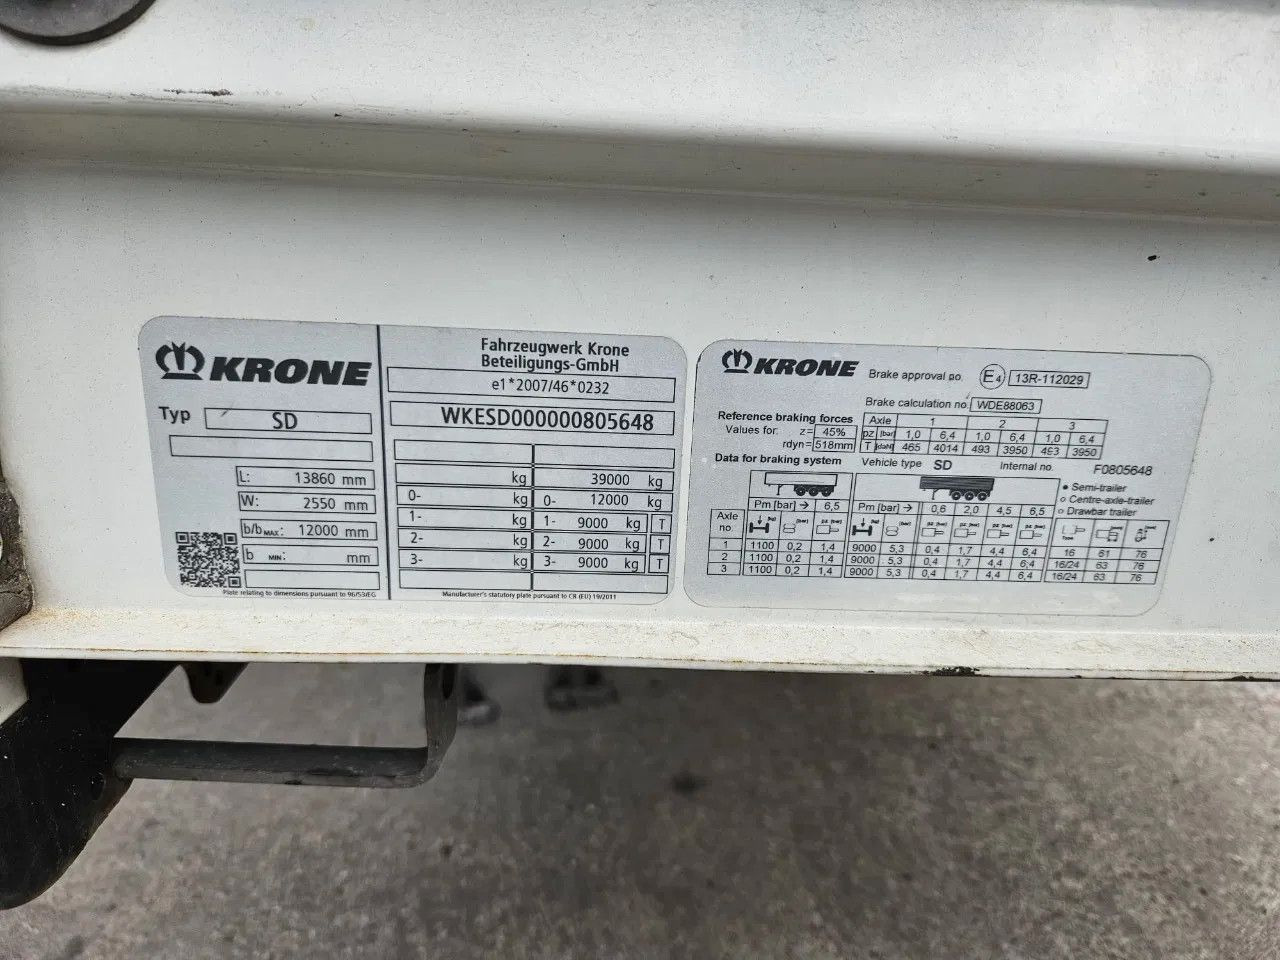 KRONE
Typ SD
L: 13860 mm
W: 2550 mm
b/b MAX: 12000 mm
b MIN: mm
Plate relating to dimensions pursuant to 96/53/EG
Fahrzeugwerk Krone
Beteiligungs-GmbH
e1*2007/46*0232
WKESD000000805648
kg 39000 kg
0- kg 0- 12000 kg
1- kg 1- 9000 kg T
2- kg 2- 9000 kg T
3- kg 3- 9000 kg T
Manufacturer's statutory plate pursuant to CR (EU) 19/2011
KRONE Brake approval no. E4 13R-112029
Brake calculation no. WDE88063
Reference braking forces
Values for: z= 45%
rdyn= 518mm
Axle 1 2 3
pz [bar] 1,0 6,4 1,0 6,4 1,0 6,4
T [daN] 465 4014 493 3950 493 3950
Data for braking system Vehicle type SD Internal no. F0805648
Semi-trailer
Centre-axle-trailer
Drawbar trailer
Pm [bar] → 6,5 Pm [bar] → 0,6 2,0 4,5 6,5
Axle no.
1 1100 0,2 1,4 9000 5,3 0,4 1,7 4,4 6,4 16 61 76
2 1100 0,2 1,4 9000 5,3 0,4 1,7 4,4 6,4 16/24 63 76
3 1100 0,2 1,4 9000 5,3 0,4 1,7 4,4 6,4 16/24 63 76